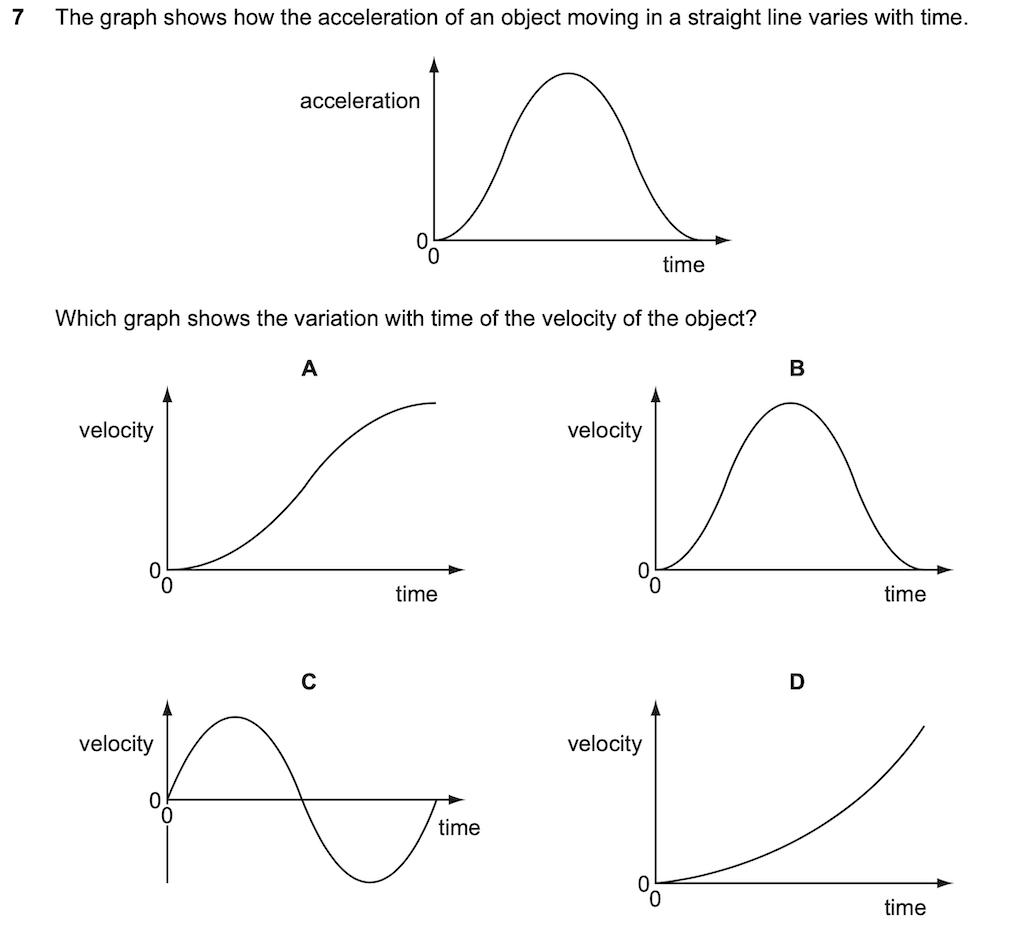 7 The graph shows how the acceleration of an object moving in a straight line varies with time.
acceleration
0
0
time
Which graph shows the variation with time of the velocity of the object?
A
velocity
0
0
time
B
velocity
0
0
time
C
velocity
0
0
time
D
velocity
0
0
time